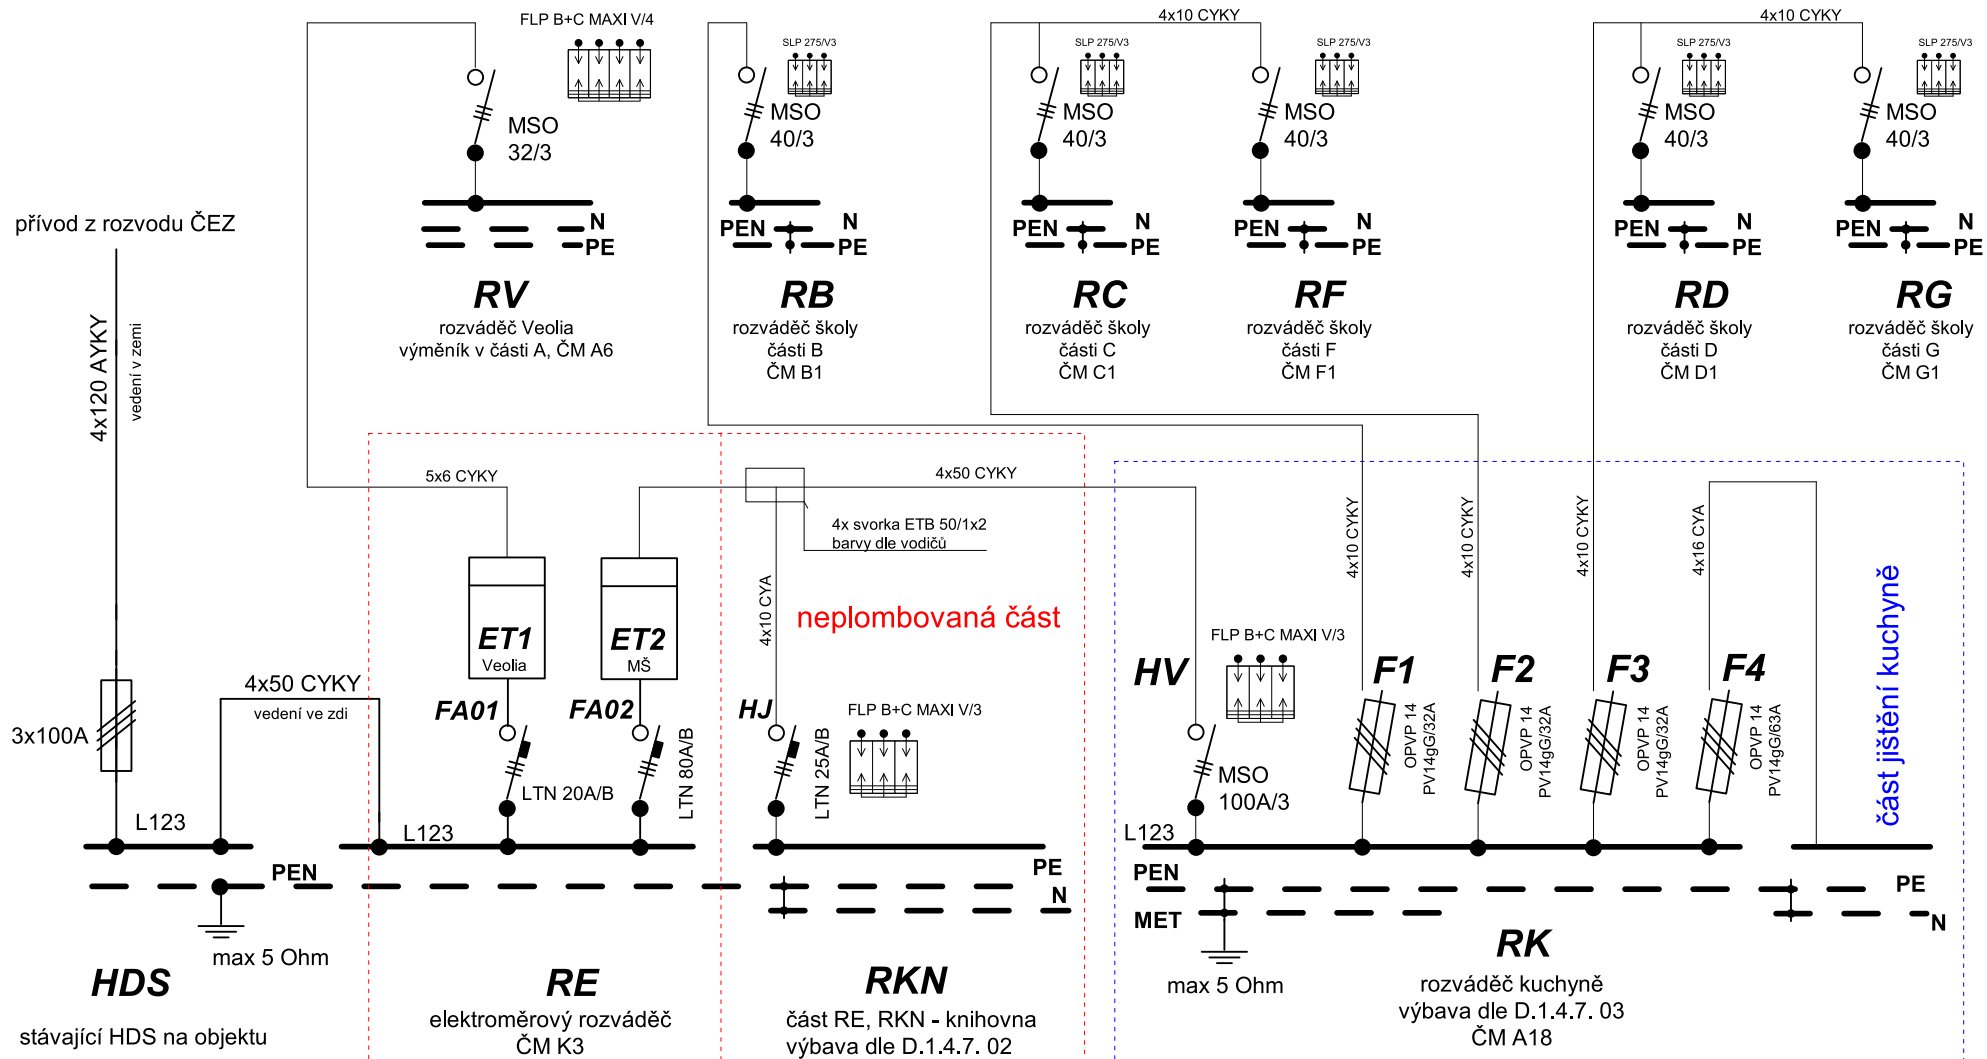 FLP B+C MAXI V/4
MSO
32/3
N
PE
RV
rozváděč Veolia
výměník v části A, ČM A6
SLP 275/V3
MSO
40/3
PEN
N
PE
RB
rozváděč školy
části B
ČM B1
4x10 CYKY
SLP 275/V3
MSO
40/3
PEN
N
PE
RC
rozváděč školy
části C
ČM C1
SLP 275/V3
MSO
40/3
PEN
N
PE
RF
rozváděč školy
části F
ČM F1
4x10 CYKY
SLP 275/V3
MSO
40/3
PEN
N
PE
RD
rozváděč školy
části D
ČM D1
SLP 275/V3
MSO
40/3
PEN
N
PE
RG
rozváděč školy
části G
ČM G1
přívod z rozvodu ČEZ
4x120 AYKY
vedení v zemi
3x100A
L123
4x50 CYKY
vedení ve zdi
PEN
max 5 Ohm
HDS
stávající HDS na objektu
5x6 CYKY
ET1
Veolia
FA01
LTN 20A/B
ET2
MŠ
FA02
LTN 80A/B
L123
RE
elektroměrový rozváděč
ČM K3
4x50 CYKY
4x svorka ETB 50/1x2
barvy dle vodičů
4x10 CYA
neplombovaná část
HJ
LTN 25A/B
FLP B+C MAXI V/3
PE
N
RKN
část RE, RKN - knihovna
výbava dle D.1.4.7. 02
HV
FLP B+C MAXI V/3
MSO
100A/3
L123
4x10 CYKY
F1
OPVP 14
PV14gG/32A
4x10 CYKY
F2
OPVP 14
PV14gG/32A
4x10 CYKY
F3
OPVP 14
PV14gG/32A
4x16 CYA
F4
OPVP 14
PV14gG/63A
část jištění kuchyně
PEN
PE
MET
N
max 5 Ohm
RK
rozváděč kuchyně
výbava dle D.1.4.7. 03
ČM A18